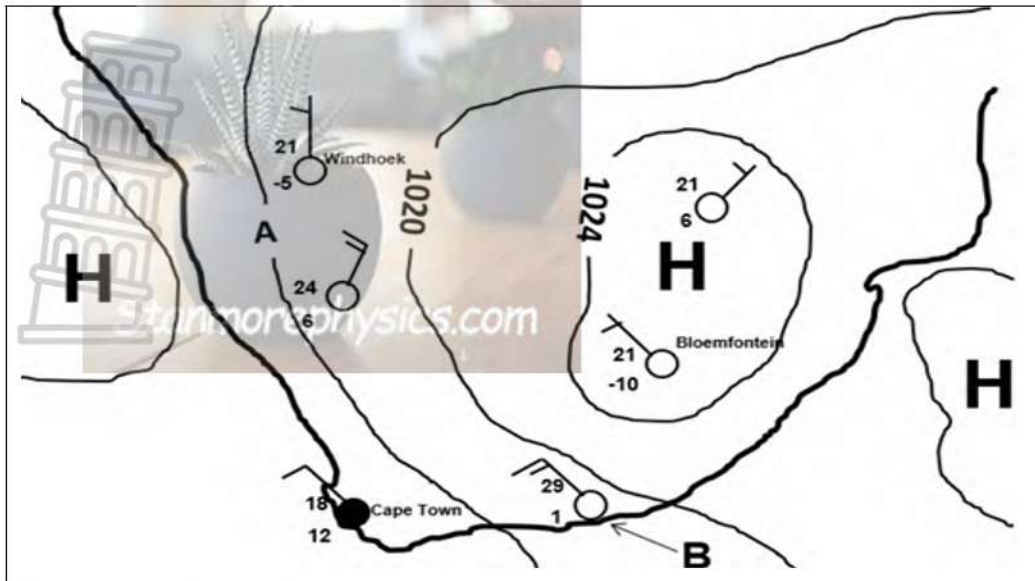 21
Windhoek
-5
A
1020
1024
21
6
H
H
24
6
Stanmorephysics.com
Bloemfontein
21
-10
H
29
1
18
Cape Town
12
B